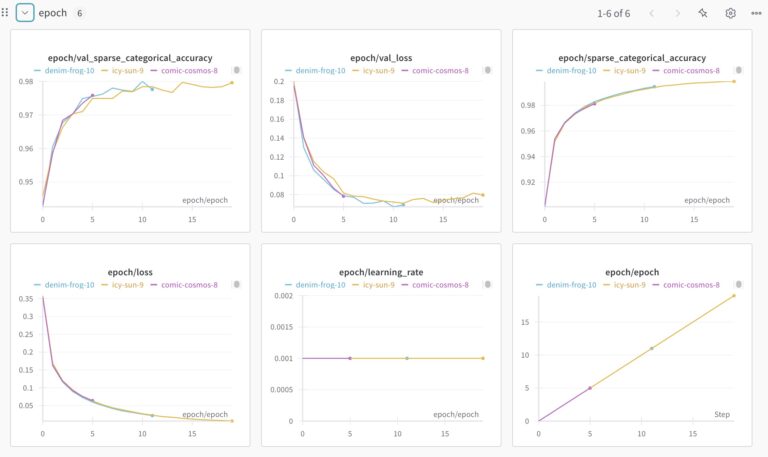 epoch 6 1-6 of 6
epoch/val_sparse_categorical_accuracy
denim-frog-10 icy-sun-9 comic-cosmos-8
0.98
0.97
0.96
0.95
epoch/epoch
0 5 10 15
epoch/val_loss
denim-frog-10 icy-sun-9 comic-cosmos-8
0.2
0.18
0.16
0.14
0.12
0.1
0.08
epoch/epoch
0 5 10 15
epoch/sparse_categorical_accuracy
denim-frog-10 icy-sun-9 comic-cosmos-8
0.98
0.96
0.94
0.92
epoch/epoch
0 5 10 15
epoch/loss
denim-frog-10 icy-sun-9 comic-cosmos-8
0.35
0.3
0.25
0.2
0.15
0.1
0.05
epoch/epoch
0 5 10 15
epoch/learning_rate
denim-frog-10 icy-sun-9 comic-cosmos-8
0.002
0.0015
0.001
0.0005
0
epoch/epoch
0 5 10 15
epoch/epoch
denim-frog-10 icy-sun-9 comic-cosmos-8
15
10
5
0
Step
0 5 10 15